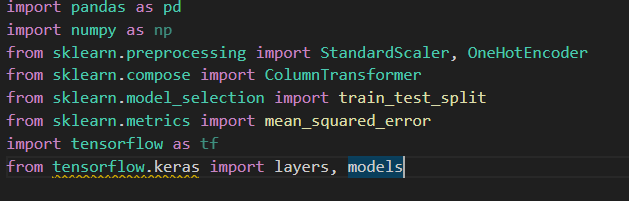 import pandas as pd
import numpy as np
from sklearn.preprocessing import StandardScaler, OneHotEncoder
from sklearn.compose import ColumnTransformer
from sklearn.model_selection import train_test_split
from sklearn.metrics import mean_squared_error
import tensorflow as tf
from tensorflow.keras import layers, models